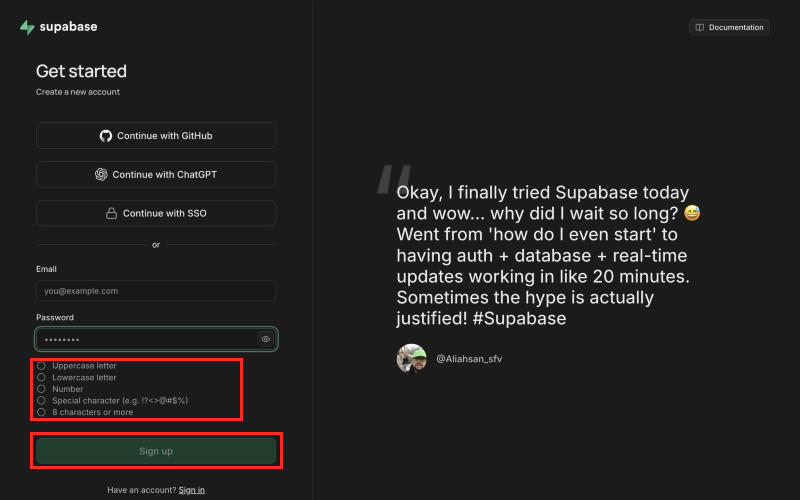 supabase
Documentation
Get started
Create a new account
Continue with GitHub
Continue with ChatGPT
Continue with SSO
or
Email
you@example.com
Password
••••••••
Uppercase letter
Lowercase letter
Number
Special character (e.g. !?<>@#$%)
8 characters or more
Sign up
Have an account? Sign in
“
Okay, I finally tried Supabase today
and wow... why did I wait so long? 😅
Went from 'how do I even start' to
having auth + database + real-time
updates working in like 20 minutes.
Sometimes the hype is actually
justified! #Supabase
@Aliahsan_sfv